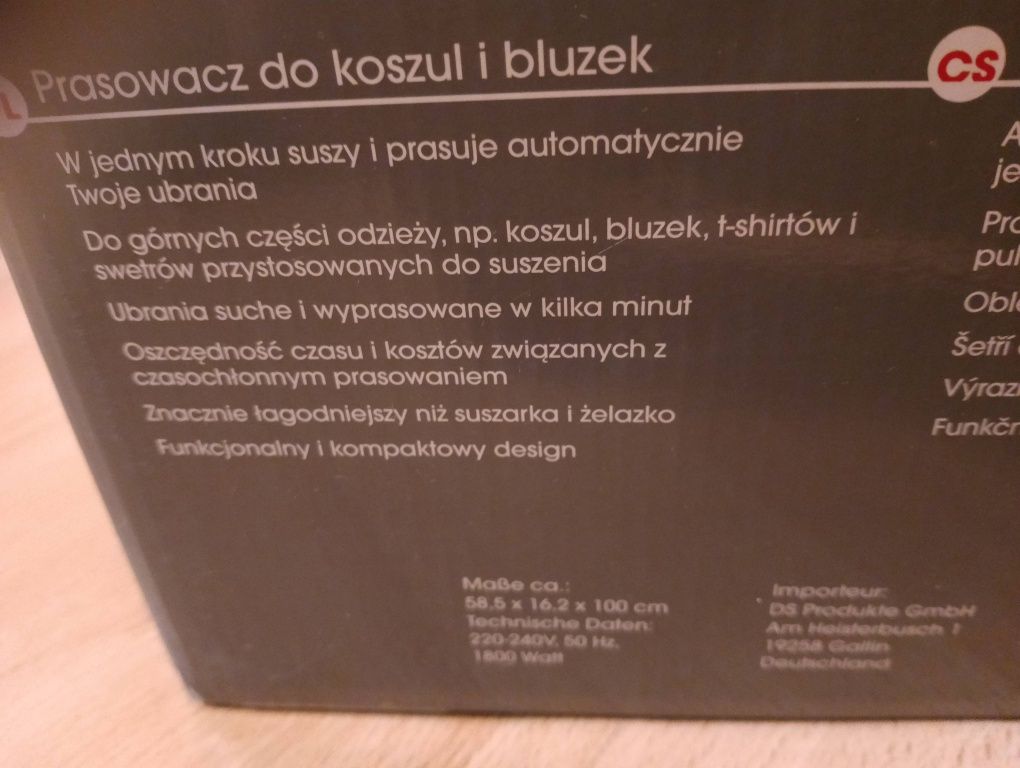 L
Prasowacz do koszul i bluzek
W jednym kroku suszy i prasuje automatycznie
Twoje ubrania
Do górnych części odzieży, np. koszul, bluzek, t-shirtów i
swetrów przystosowanych do suszenia
Ubrania suche i wyprasowane w kilka minut
Oszczędność czasu i kosztów związanych z
czasochłonnym prasowaniem
Znacznie łagodniejszy niż suszarka i żelazko
Funkcjonalny i kompaktowy design
CS
Šetří
Maße ca.:
58,5 x 16,2 x 100 cm
Technische Daten:
220-240V, 50 Hz,
1800 Watt
Importeur:
DS Produkte GmbH
Am Heisterbusch 1
19258 Gallin
Deutschland